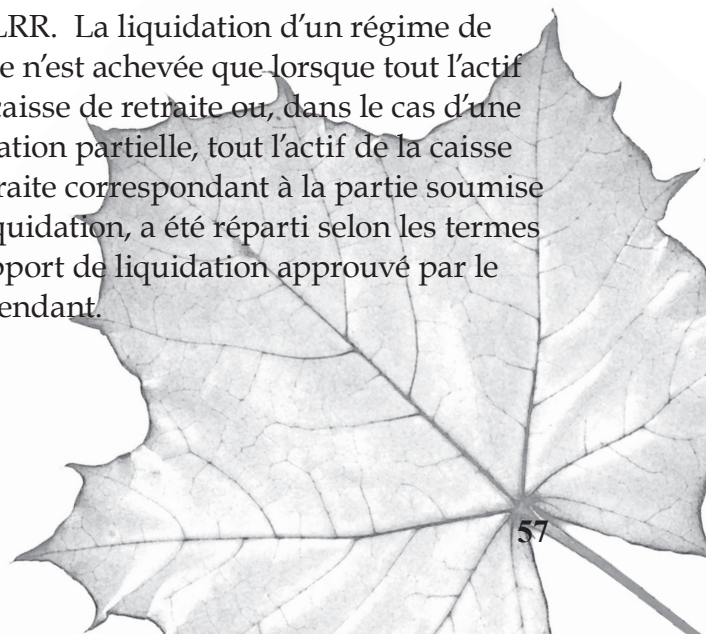 LRR. La liquidation d’un régime de
e n’est achevée que lorsque tout l’actif
caisse de retraite ou, dans le cas d’une
ation partielle, tout l’actif de la caisse
raite correspondant à la partie soumise
quidation, a été réparti selon les termes
pport de liquidation approuvé par le
endant.
57